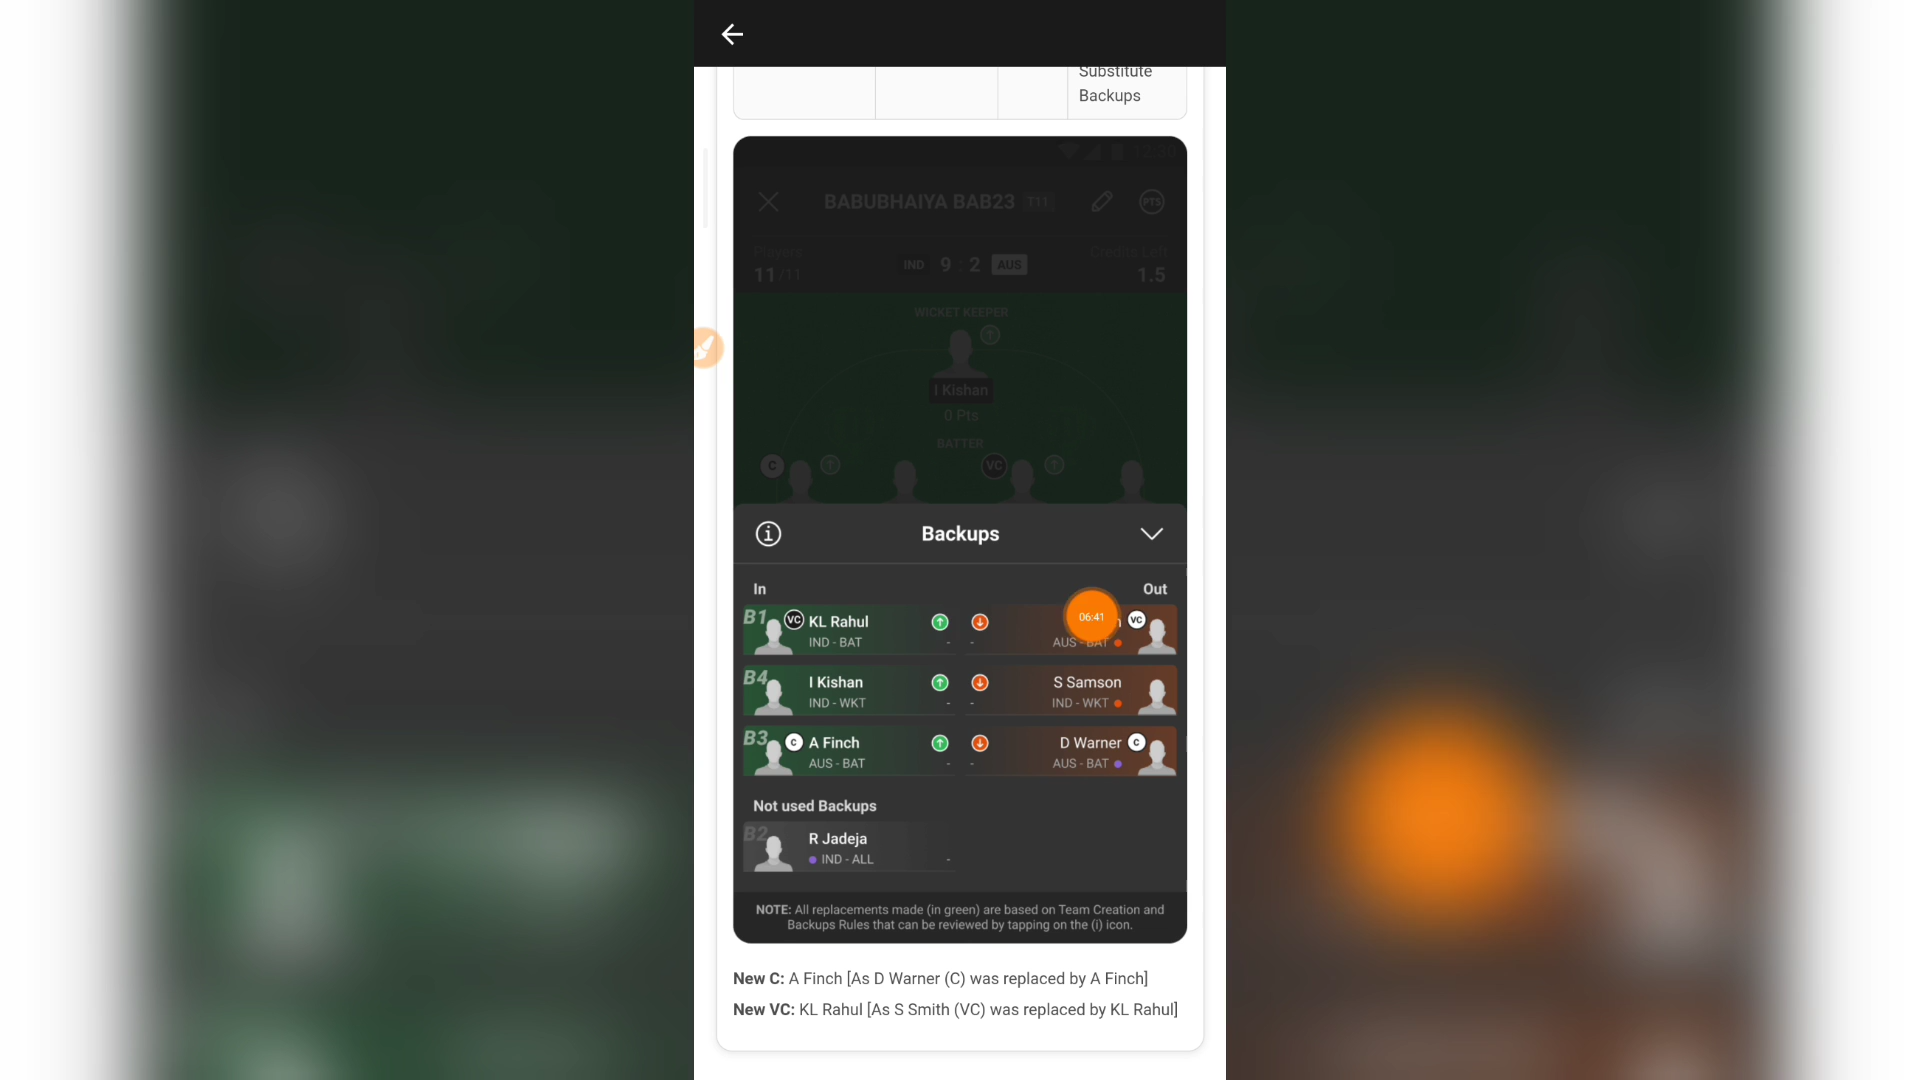 Substitute
Backups
12:30
BABUBHAIYA BAB23 T11 PTS
Players
Credits Left
11/11
IND 9 : 2 AUS
1.5
WICKET KEEPER
I Kishan
0 Pts
BATTER
C
VC
Backups
In
Out
B1 VC KL Rahul
VC
IND - BAT -
- AUS - BAT
06:41
B4 I Kishan
S Samson
IND - WKT -
- IND - WKT
B3 C A Finch
D Warner C
AUS - BAT -
- AUS - BAT
Not used Backups
B2 R Jadeja
IND - ALL -
NOTE: All replacements made (in green) are based on Team Creation and
Backups Rules that can be reviewed by tapping on the (i) icon.
New C: A Finch [As D Warner (C) was replaced by A Finch]
New VC: KL Rahul [As S Smith (VC) was replaced by KL Rahul]